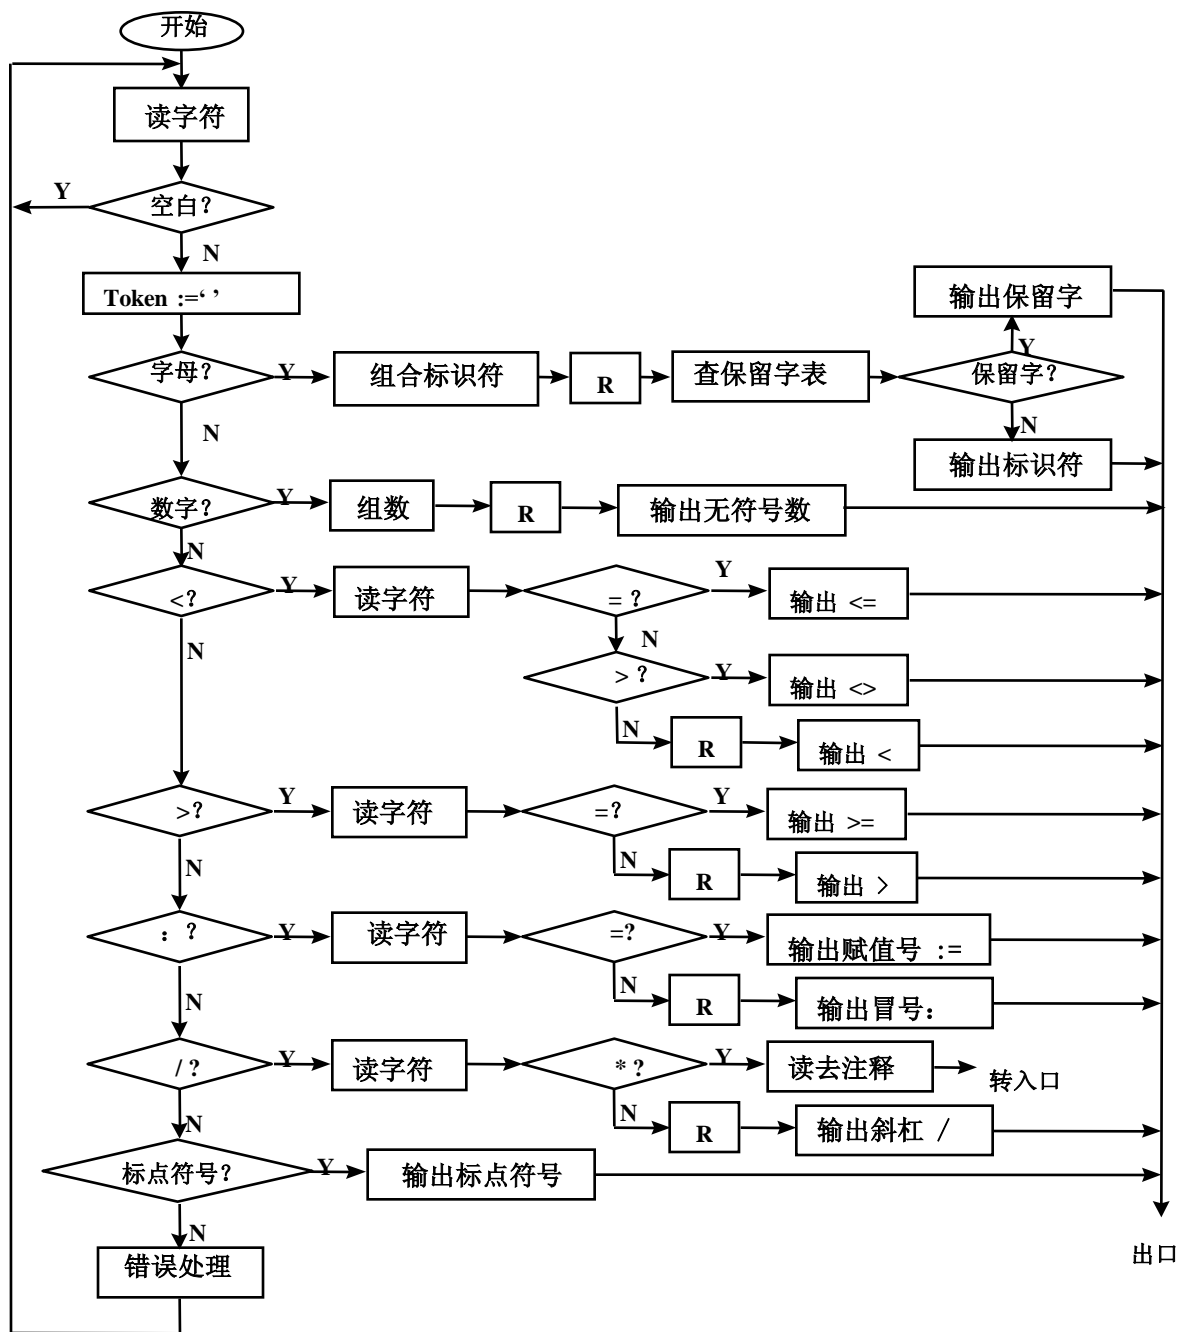 开始
读字符
Y
空白?
N
Token :=‘ ’
输出保留字
Y
字母?
Y
组合标识符
R
查保留字表
保留字?
N
N
输出标识符
数字?
Y
组数
R
输出无符号数
N
<?
Y
读字符
= ?
Y
输出 <=
N
N
> ?
Y
输出 <>
N
R
输出 <
>?
Y
读字符
=?
Y
输出 >=
N
N
R
输出 >
: ?
Y
读字符
=?
Y
输出赋值号 :=
N
N
R
输出冒号:
/ ?
Y
读字符
* ?
Y
读去注释
转入口
N
N
R
输出斜杠 /
标点符号?
Y
输出标点符号
N
错误处理
出口